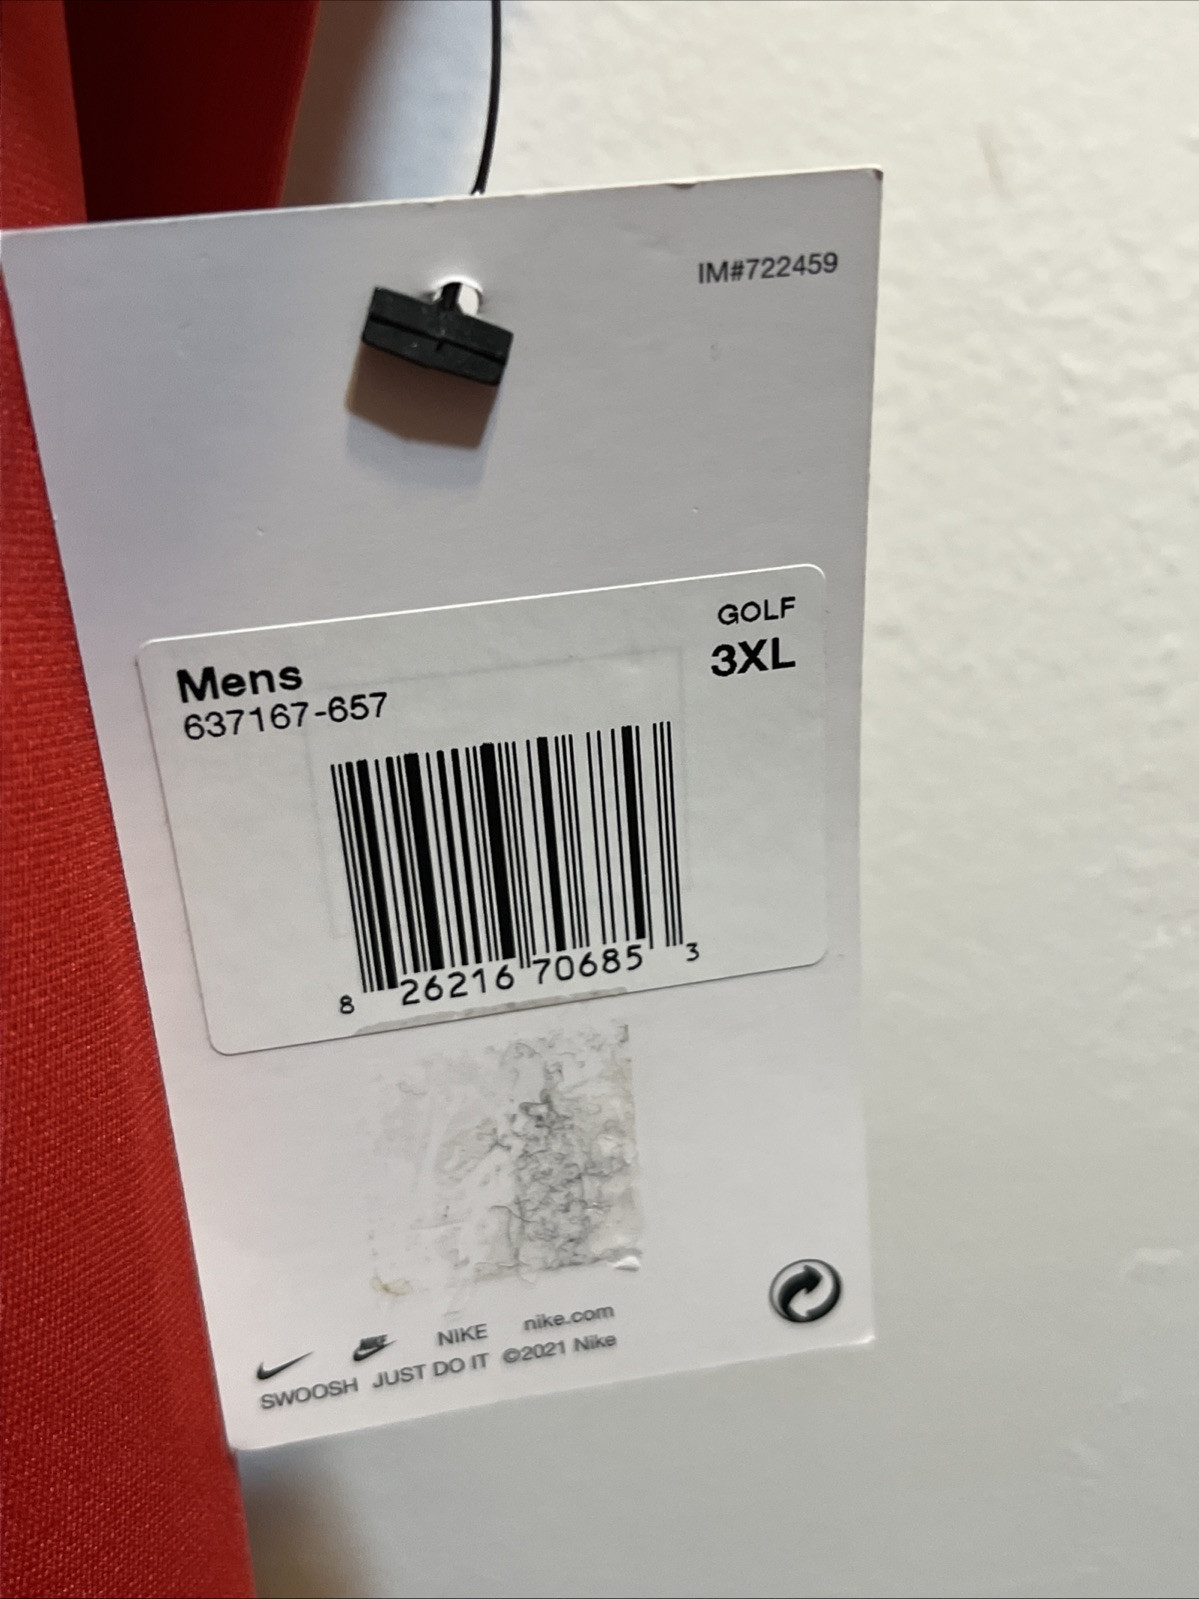 IM#722459
GOLF
3XL
Mens
637167-657
8 26216 70685 3
NIKE NIKE nike.com
SWOOSH JUST DO IT ©2021 Nike